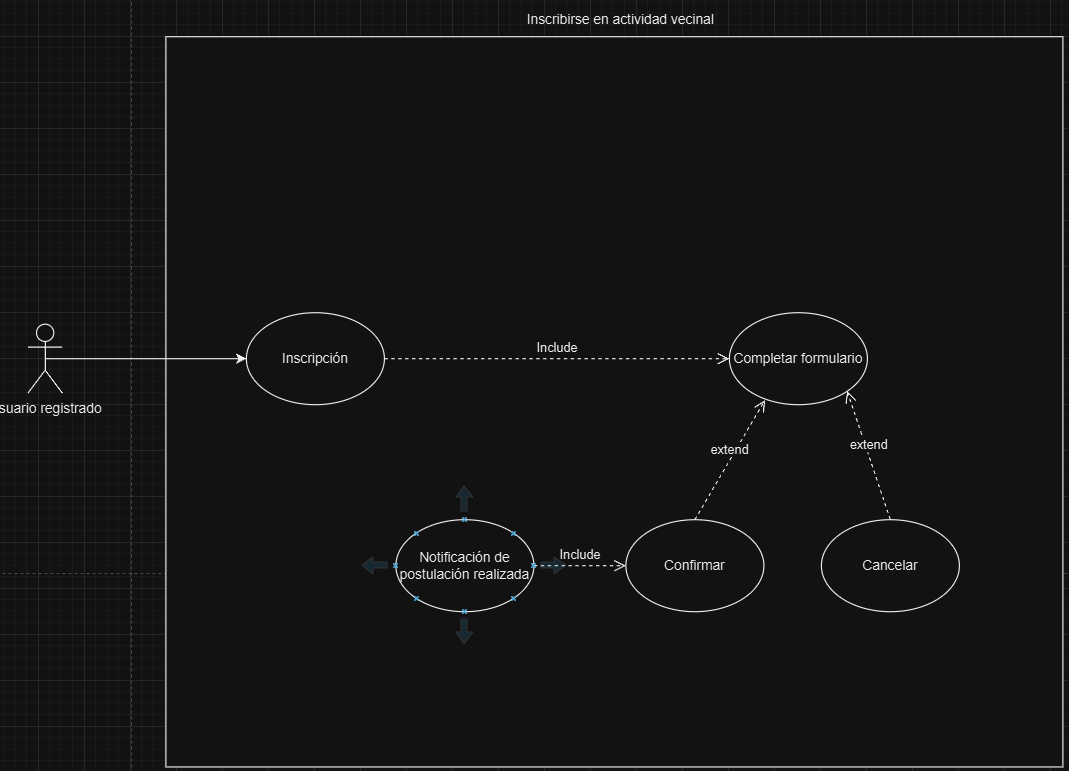 Inscribirse en actividad vecinal
Inscripción
Include
Completar formulario
suario registrado
extend
extend
Notificación de
postulación realizada
Include
Confirmar
Cancelar